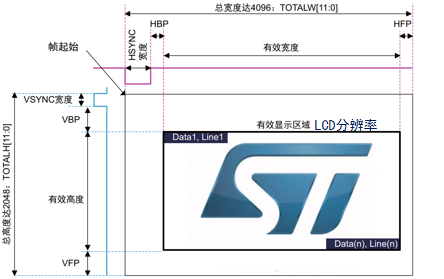 总宽度达4096：TOTALW[11:0]
HBP
HFP
HSYNC
宽度
有效宽度
帧起始
VSYNC宽度
VBP
有效显示区域 LCD分辨率
Data1, Line1
总高度达2048：TOTALH[11:0]
有效高度
ST
Data(n), Line(n)
VFP